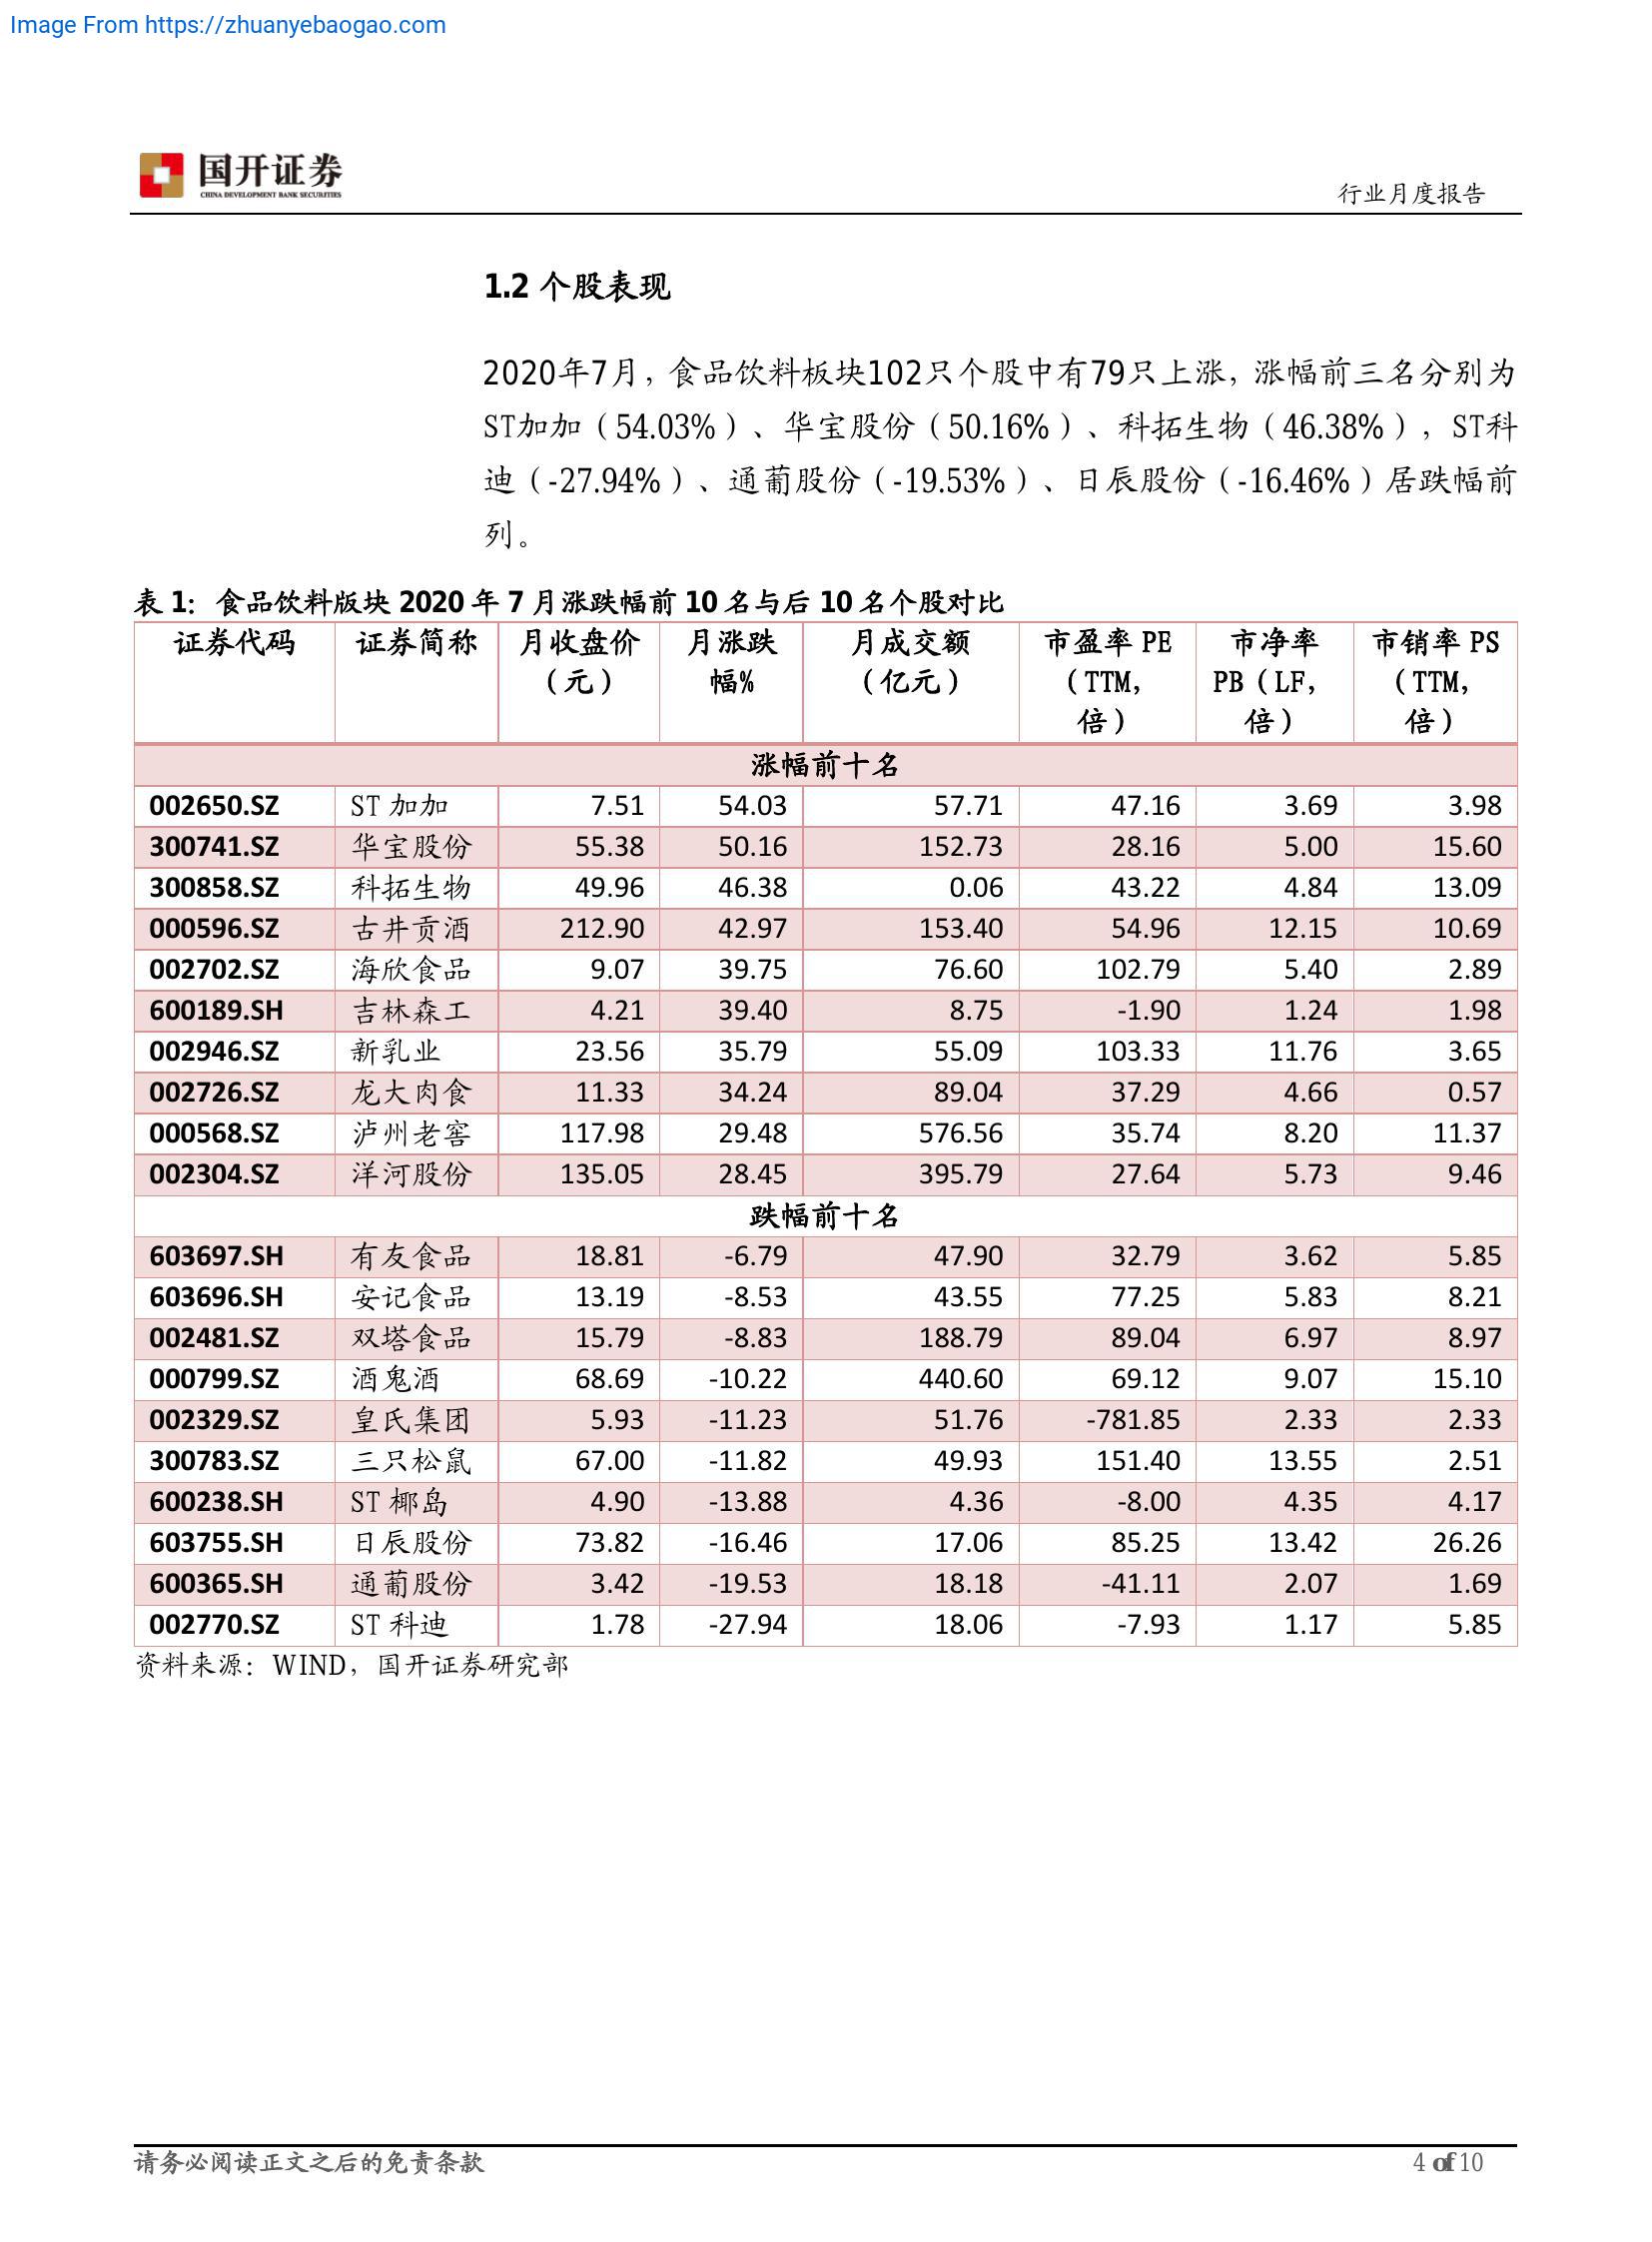 Image From https://zhuanyebaogao.com
国开证券
CHINA DEVELOPMENT BANK SECURITIES
行业月度报告
1.2 个股表现
2020年7月，食品饮料板块102只个股中有79只上涨，涨幅前三名分别为
ST加加（54.03%）、华宝股份（50.16%）、科拓生物（46.38%），ST科
迪（-27.94%）、通葡股份（-19.53%）、日辰股份（-16.46%）居跌幅前
列。
表 1：食品饮料版块 2020 年 7 月涨跌幅前 10 名与后 10 名个股对比
证券代码 证券简称 月收盘价 月涨跌 月成交额 市盈率 PE 市净率 市销率 PS
（元） 幅% （亿元） （TTM， PB（LF， （TTM，
倍） 倍） 倍）
涨幅前十名
002650.SZ ST 加加 7.51 54.03 57.71 47.16 3.69 3.98
300741.SZ 华宝股份 55.38 50.16 152.73 28.16 5.00 15.60
300858.SZ 科拓生物 49.96 46.38 0.06 43.22 4.84 13.09
000596.SZ 古井贡酒 212.90 42.97 153.40 54.96 12.15 10.69
002702.SZ 海欣食品 9.07 39.75 76.60 102.79 5.40 2.89
600189.SH 吉林森工 4.21 39.40 8.75 -1.90 1.24 1.98
002946.SZ 新乳业 23.56 35.79 55.09 103.33 11.76 3.65
002726.SZ 龙大肉食 11.33 34.24 89.04 37.29 4.66 0.57
000568.SZ 泸州老窖 117.98 29.48 576.56 35.74 8.20 11.37
002304.SZ 洋河股份 135.05 28.45 395.79 27.64 5.73 9.46
跌幅前十名
603697.SH 有友食品 18.81 -6.79 47.90 32.79 3.62 5.85
603696.SH 安记食品 13.19 -8.53 43.55 77.25 5.83 8.21
002481.SZ 双塔食品 15.79 -8.83 188.79 89.04 6.97 8.97
000799.SZ 酒鬼酒 68.69 -10.22 440.60 69.12 9.07 15.10
002329.SZ 皇氏集团 5.93 -11.23 51.76 -781.85 2.33 2.33
300783.SZ 三只松鼠 67.00 -11.82 49.93 151.40 13.55 2.51
600238.SH ST 椰岛 4.90 -13.88 4.36 -8.00 4.35 4.17
603755.SH 日辰股份 73.82 -16.46 17.06 85.25 13.42 26.26
600365.SH 通葡股份 3.42 -19.53 18.18 -41.11 2.07 1.69
002770.SZ ST 科迪 1.78 -27.94 18.06 -7.93 1.17 5.85
资料来源：WIND，国开证券研究部
请务必阅读正文之后的免责条款
4 of 10